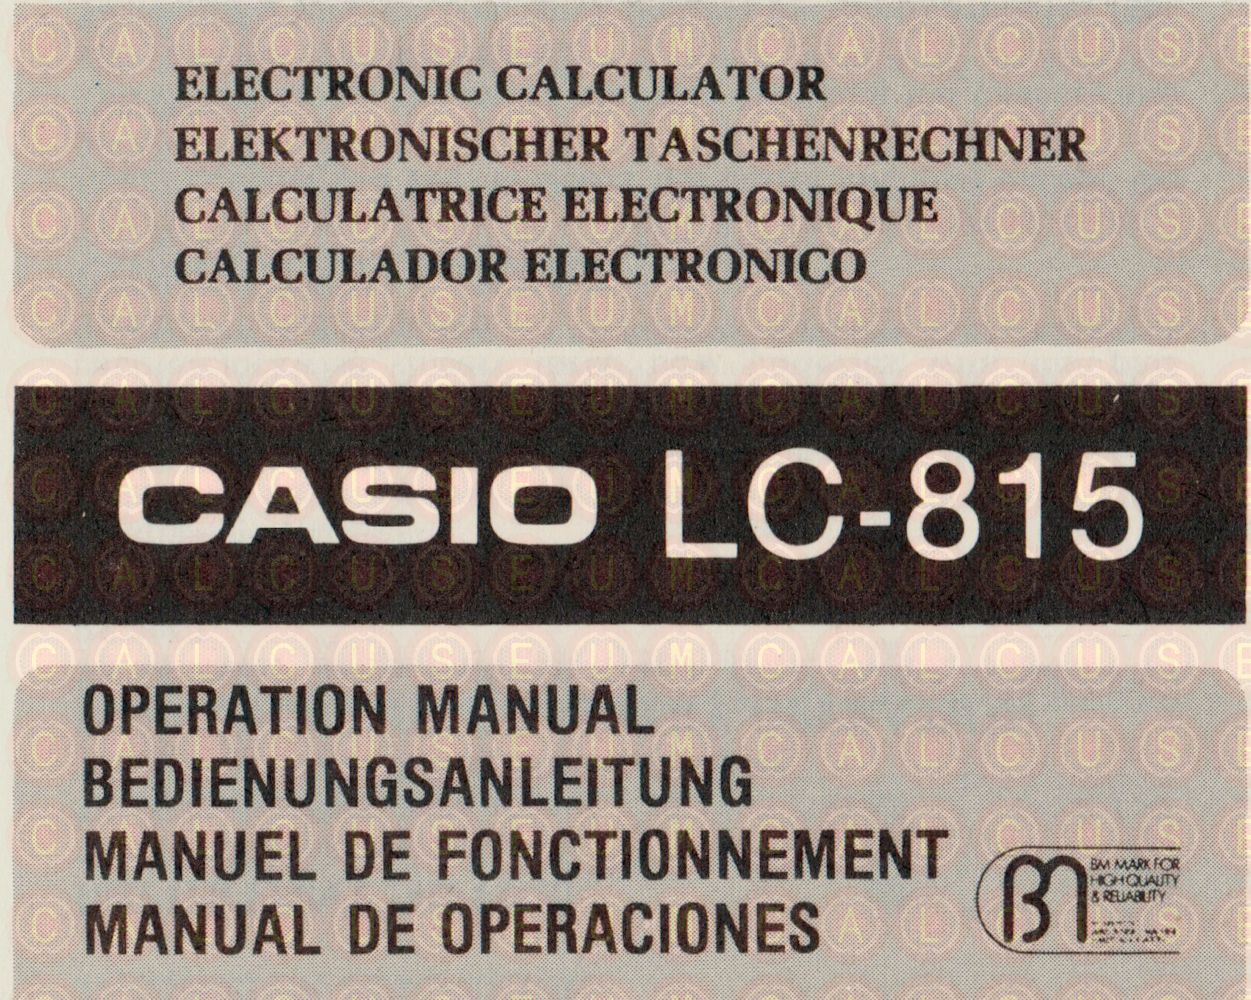 ELECTRONIC CALCULATOR
ELEKTRONISCHER TASCHENRECHNER
CALCULATRICE ELECTRONIQUE
CALCULADOR ELECTRONICO
CASIO LC-815
OPERATION MANUAL
BEDIENUNGSANLEITUNG
MANUEL DE FONCTIONNEMENT
MANUAL DE OPERACIONES
BM MARK FOR
HIGH QUALITY
& RELIABILITY
CALCUSEUM